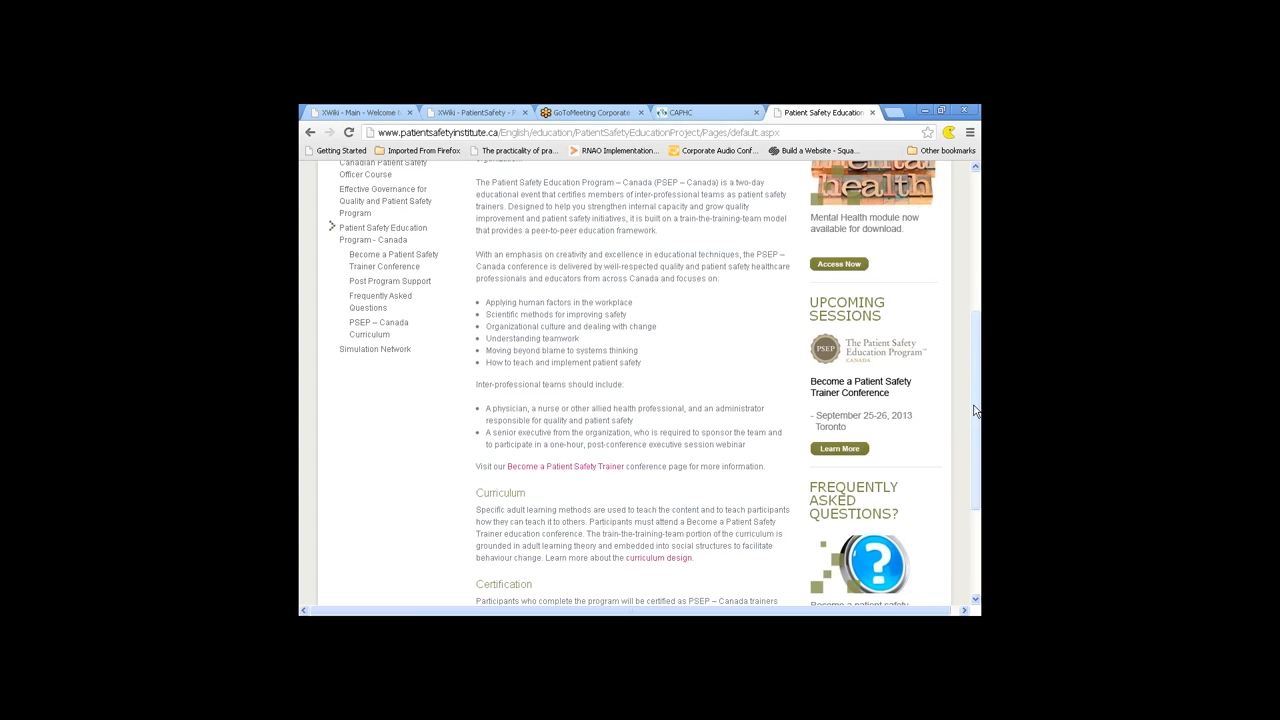 XWiki - Main - Welcome
XWiki - PatientSafety - P
GoToMeeting Corporate
CAPHC
Patient Safety Education
www.patientsafetyinstitute.ca/English/education/PatientSafetyEducationProject/Pages/default.aspx
Getting Started
Imported From Firefox
The practicality of pra...
RNAO Implementation...
Corporate Audio Conf...
Build a Website - Squa...
Other bookmarks
Canadian Patient Safety
Officer Course
Effective Governance for
Quality and Patient Safety
Program
Patient Safety Education
Program - Canada
Become a Patient Safety
Trainer Conference
Post Program Support
Frequently Asked
Questions
PSEP – Canada
Curriculum
Simulation Network
organization.
The Patient Safety Education Program – Canada (PSEP – Canada) is a two-day
educational event that certifies members of inter-professional teams as patient safety
trainers. Designed to help you strengthen internal capacity and grow quality
improvement and patient safety initiatives, it is built on a train-the-training-team model
that provides a peer-to-peer education framework.
With an emphasis on creativity and excellence in educational techniques, the PSEP –
Canada conference is delivered by well-respected quality and patient safety healthcare
professionals and educators from across Canada and focuses on:
• Applying human factors in the workplace
• Scientific methods for improving safety
• Organizational culture and dealing with change
• Understanding teamwork
• Moving beyond blame to systems thinking
• How to teach and implement patient safety
Inter-professional teams should include:
• A physician, a nurse or other allied health professional, and an administrator
responsible for quality and patient safety
• A senior executive from the organization, who is required to sponsor the team and
to participate in a one-hour, post-conference executive session webinar
Visit our Become a Patient Safety Trainer conference page for more information.
Curriculum
Specific adult learning methods are used to teach the content and to teach participants
how they can teach it to others. Participants must attend a Become a Patient Safety
Trainer education conference. The train-the-training-team portion of the curriculum is
grounded in adult learning theory and embedded into social structures to facilitate
behaviour change. Learn more about the curriculum design.
Certification
Participants who complete the program will be certified as PSEP – Canada trainers
mental
health
Mental Health module now
available for download.
Access Now
UPCOMING
SESSIONS
PSEP
The Patient Safety
Education Program™
CANADA
Become a Patient Safety
Trainer Conference
- September 25-26, 2013
Toronto
Learn More
FREQUENTLY
ASKED
QUESTIONS?
?
Become a patient safety